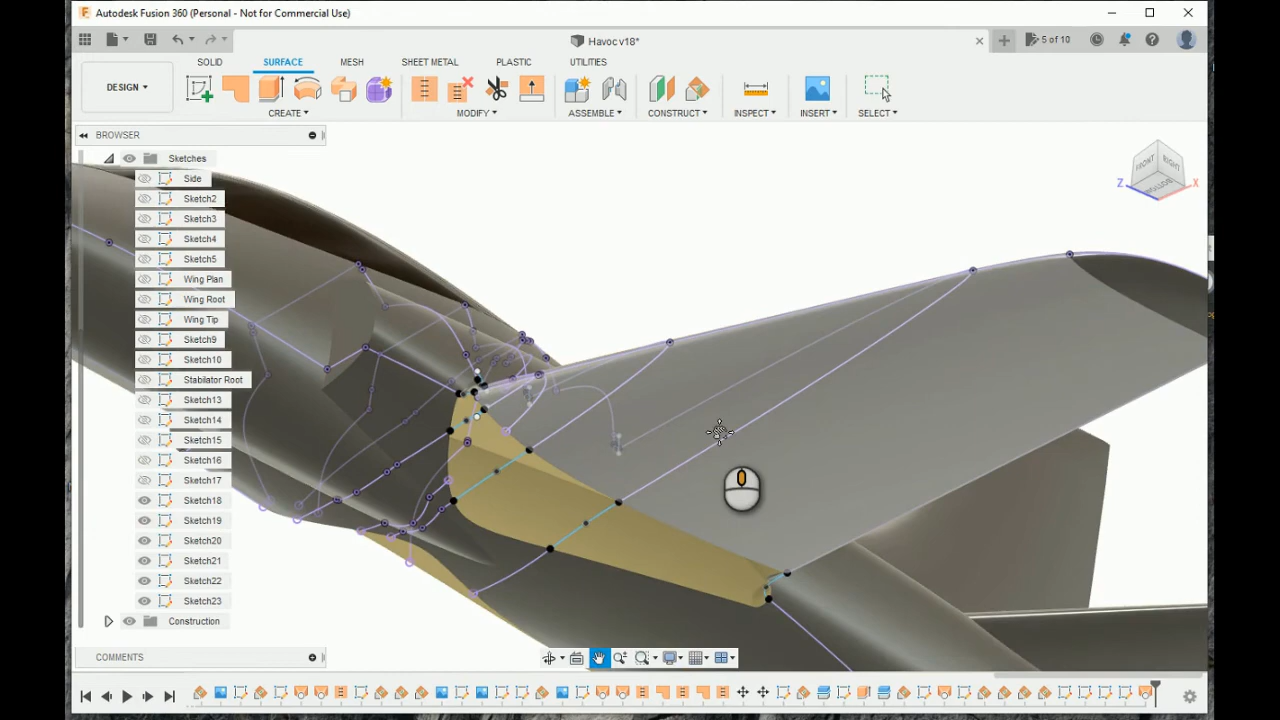 Autodesk Fusion 360 (Personal - Not for Commercial Use)
Havoc v18*
5 of 10
SOLID SURFACE MESH SHEET METAL PLASTIC UTILITIES
DESIGN
CREATE MODIFY ASSEMBLE CONSTRUCT INSPECT INSERT SELECT
BROWSER
FRONT RIGHT BOTTOM
Z X
Sketches
Side
Sketch2
Sketch3
Sketch4
Sketch5
Wing Plan
Wing Root
Wing Tip
Sketch9
Sketch10
Stabilator Root
Sketch13
Sketch14
Sketch15
Sketch16
Sketch17
Sketch18
Sketch19
Sketch20
Sketch21
Sketch22
Sketch23
Construction
COMMENTS